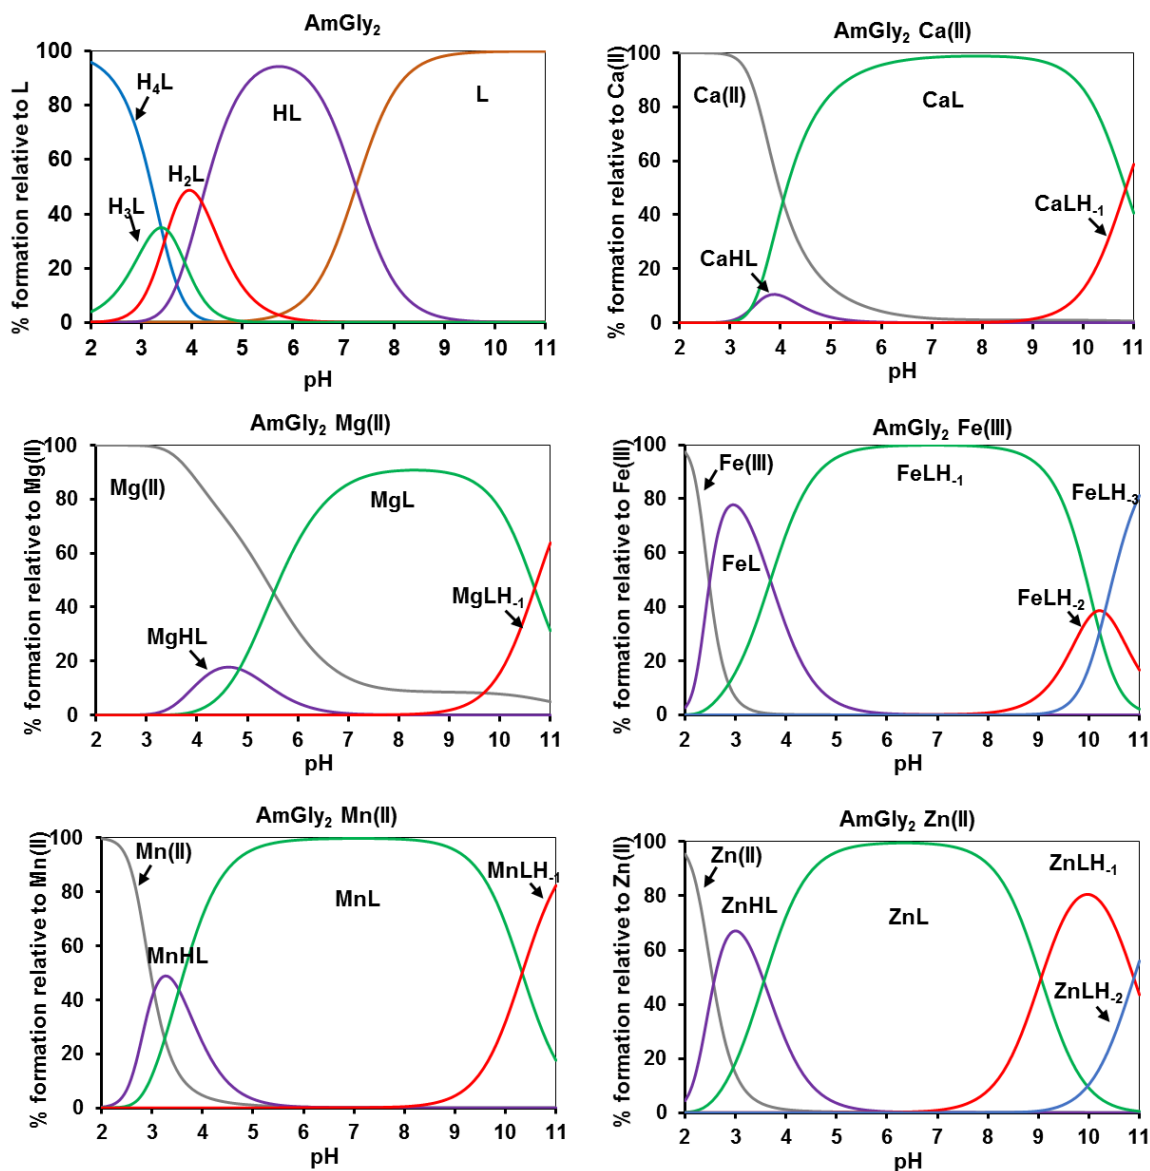 AmGly₂
% formation relative to L
100
80
60
40
20
0
H₄L
H₃L
H₂L
HL
L
2 3 4 5 6 7 8 9 10 11
pH
AmGly₂ Ca(II)
% formation relative to Ca(II)
100
80
60
40
20
0
Ca(II)
CaL
CaHL
CaLH₋₁
2 3 4 5 6 7 8 9 10 11
pH
AmGly₂ Mg(II)
% formation relative to Mg(II)
100
80
60
40
20
0
Mg(II)
MgL
MgHL
MgLH₋₁
2 3 4 5 6 7 8 9 10 11
pH
AmGly₂ Fe(III)
% formation relative to Fe(III)
100
80
60
40
20
0
Fe(III)
FeLH₋₁
FeLH₋₃
FeL
FeLH₋₂
2 3 4 5 6 7 8 9 10 11
pH
AmGly₂ Mn(II)
% formation relative to Mn(II)
100
80
60
40
20
0
Mn(II)
MnLH₋₁
MnL
MnHL
2 3 4 5 6 7 8 9 10 11
pH
AmGly₂ Zn(II)
% formation relative to Zn(II)
100
80
60
40
20
0
Zn(II)
ZnLH₋₁
ZnHL
ZnL
ZnLH₋₂
2 3 4 5 6 7 8 9 10 11
pH